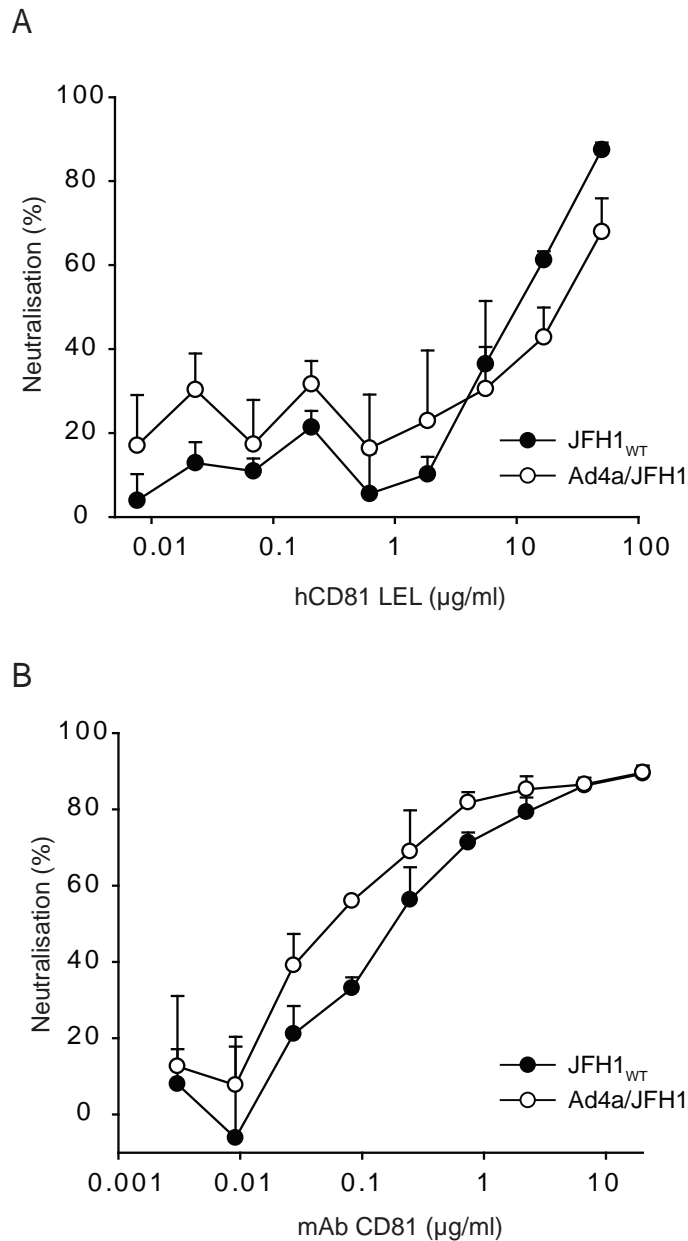 A
100
80
60
40
20
0
Neutralisation (%)
JFH1WT
Ad4a/JFH1
0.01 0.1 1 10 100
hCD81 LEL (µg/ml)
B
100
80
60
40
20
0
Neutralisation (%)
JFH1WT
Ad4a/JFH1
0.001 0.01 0.1 1 10
mAb CD81 (µg/ml)